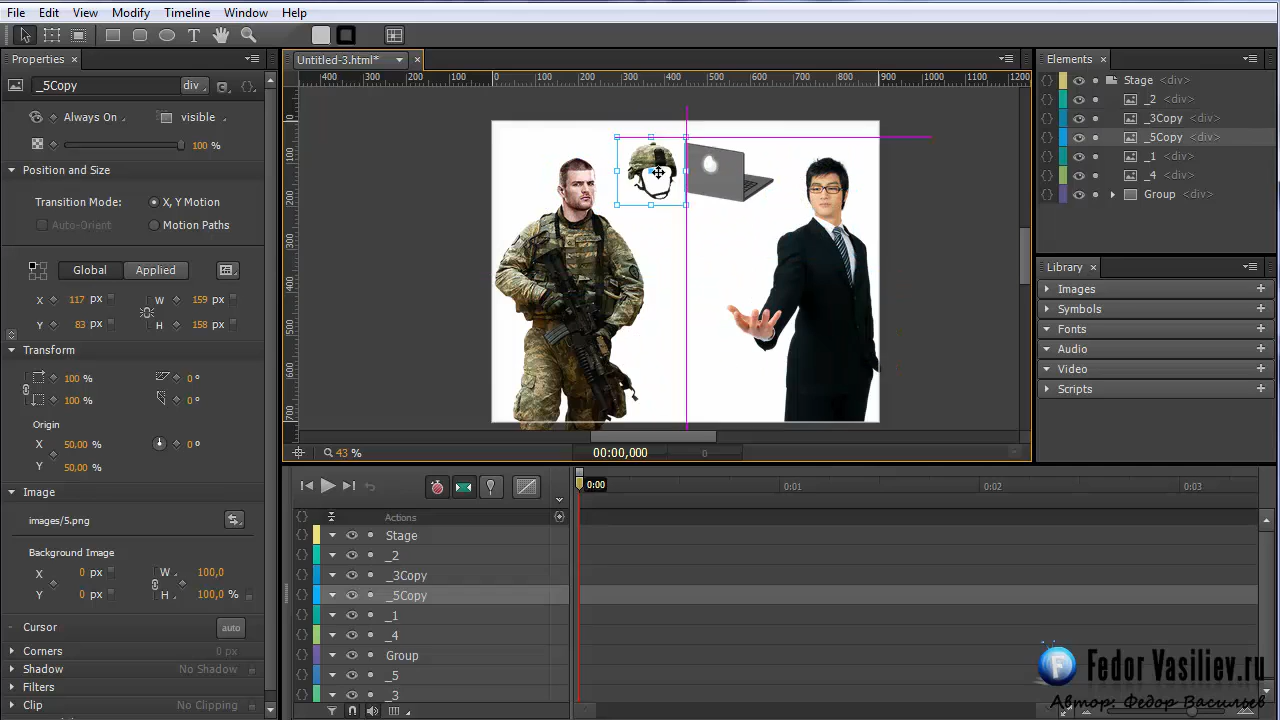 File Edit View Modify Timeline Window Help
T
Properties × Untitled-3.html* × Elements ×
_5Copy div
Always On visible
100 %
Position and Size
Transition Mode: X, Y Motion
Auto-Orient Motion Paths
Global Applied
X 117 px W 159 px
Y 83 px H 158 px
Transform
100 % 0 °
100 % 0 °
Origin
X 50,00 % 0 °
Y 50,00 %
Image
images/5.png
Background Image
X 0 px W 100,0
Y 0 px H 100,0 %
Cursor auto
Corners 0 px
Shadow No Shadow
Filters
Clip No Clipping
400 300 200 100 0 100 200 300 400 500 600 700 800 900 1000 1100 1200
0
100
200
300
400
500
600
700
43 % 00:00,000 0
Stage <div>
_2 <div>
_3Copy <div>
_5Copy <div>
_1 <div>
_4 <div>
Group <div>
Library ×
Images +
Symbols +
Fonts +
Audio +
Video +
Scripts +
0:00 0:01 0:02 0:03
Actions
Stage
_2
_3Copy
_5Copy
_1
_4
Group
_5
_3
Fedor Vasiliev.ru
Автор: Федор Васильев